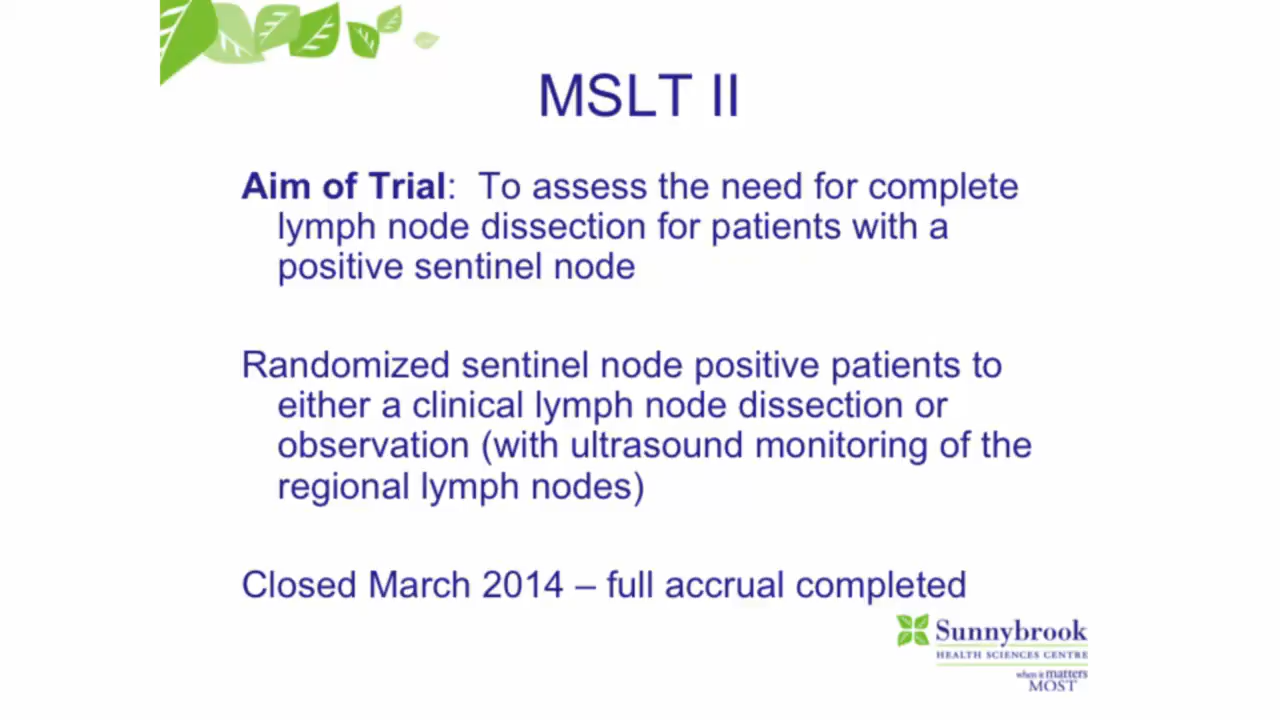 MSLT II
Aim of Trial:  To assess the need for complete
lymph node dissection for patients with a
positive sentinel node
Randomized sentinel node positive patients to
either a clinical lymph node dissection or
observation (with ultrasound monitoring of the
regional lymph nodes)
Closed March 2014 – full accrual completed
Sunnybrook
HEALTH SCIENCES CENTRE
when it matters
MOST